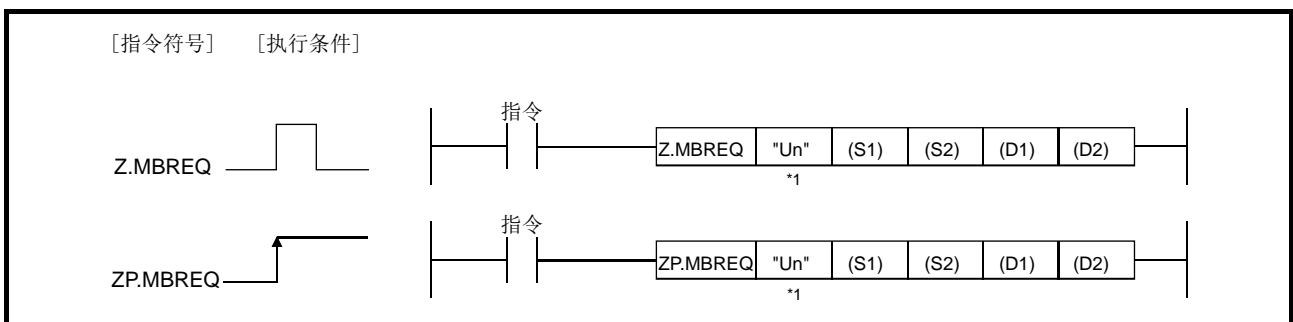 [指令符号] [执行条件]
指令
Z.MBREQ
Z.MBREQ "Un" (S1) (S2) (D1) (D2)
*1
指令
ZP.MBREQ
ZP.MBREQ "Un" (S1) (S2) (D1) (D2)
*1